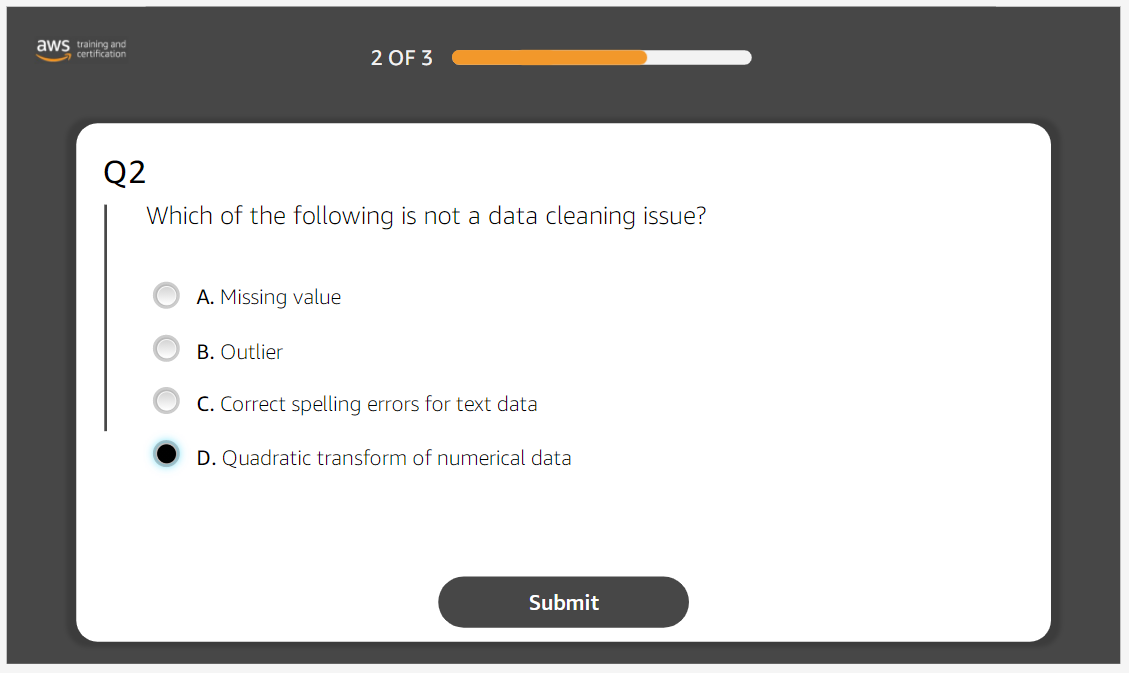 aws training and
certification
2 OF 3
Q2
Which of the following is not a data cleaning issue?
A. Missing value
B. Outlier
C. Correct spelling errors for text data
D. Quadratic transform of numerical data
Submit